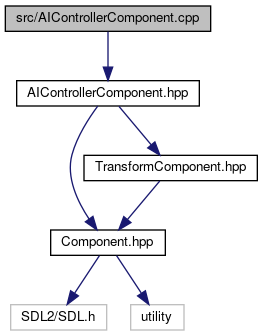 src/AIControllerComponent.cpp
AIControllerComponent.hpp
TransformComponent.hpp
Component.hpp
SDL2/SDL.h
utility